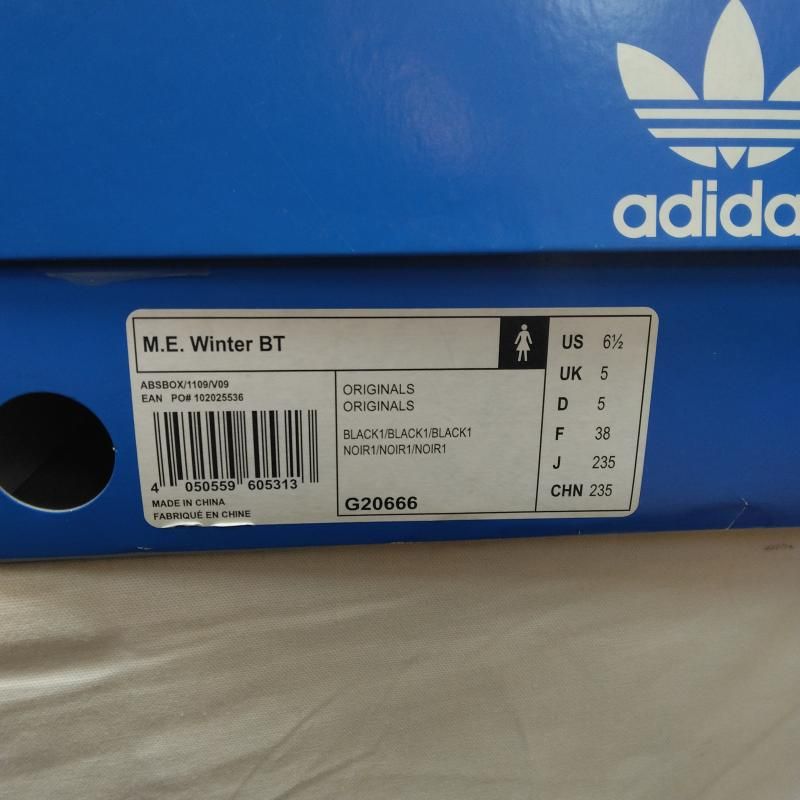 adida
M.E. Winter BT
ABSBOX/1109/V09
EAN PO# 102025536
4 050559 605313
MADE IN CHINA
FABRIQUÉ EN CHINE
ORIGINALS
ORIGINALS
BLACK1/BLACK1/BLACK1
NOIR1/NOIR1/NOIR1
G20666
US 6½
UK 5
D 5
F 38
J 235
CHN 235